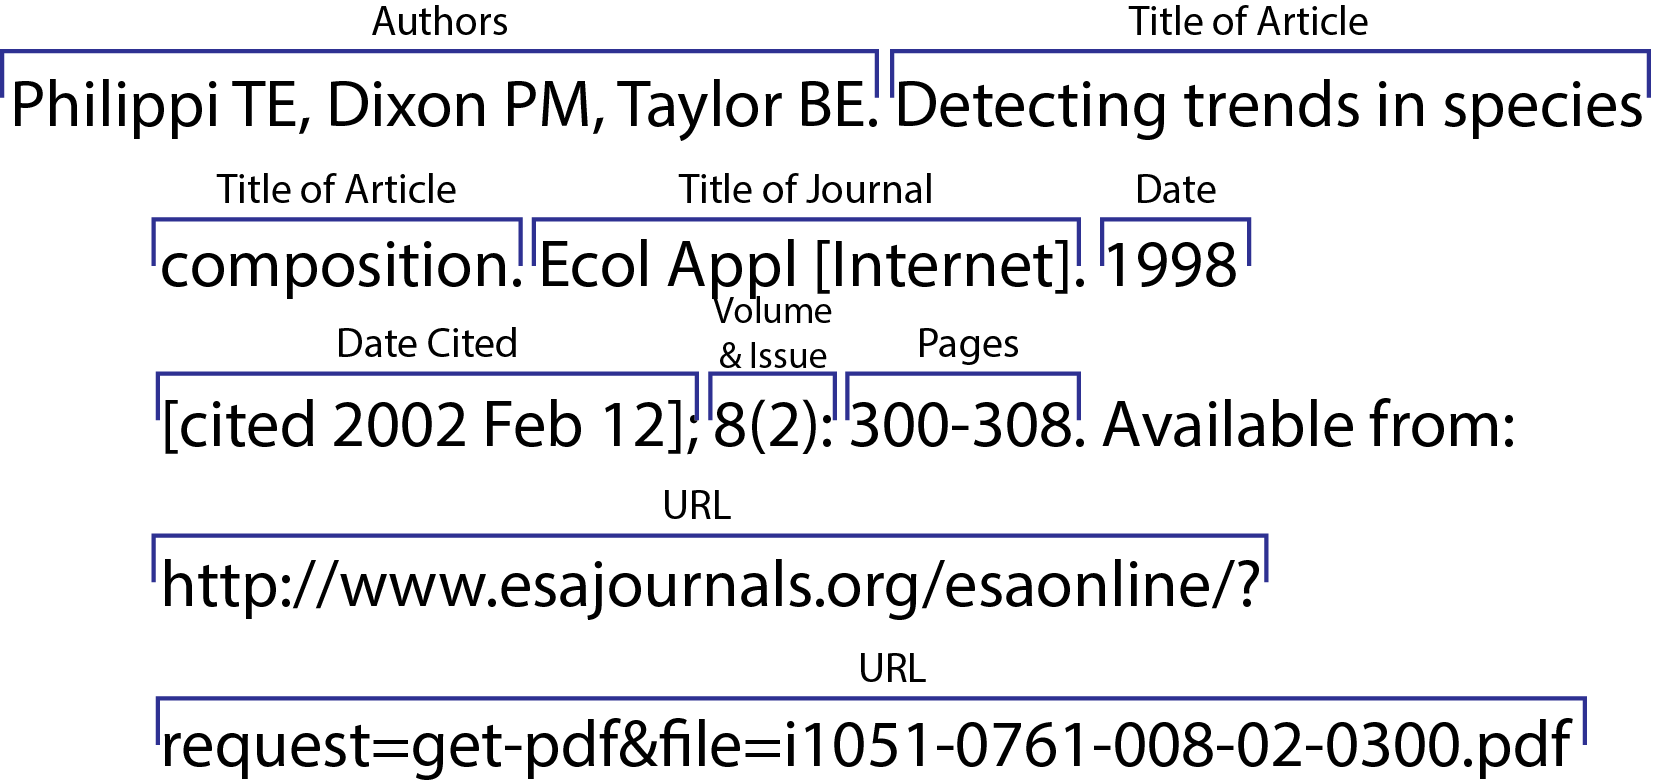 Authors Title of Article
Philippi TE, Dixon PM, Taylor BE. Detecting trends in species
Title of Article Title of Journal Date
composition. Ecol Appl [Internet]. 1998
Date Cited Volume & Issue Pages
[cited 2002 Feb 12]; 8(2): 300-308. Available from:
URL
http://www.esajournals.org/esaonline/?
URL
request=get-pdf&file=i1051-0761-008-02-0300.pdf